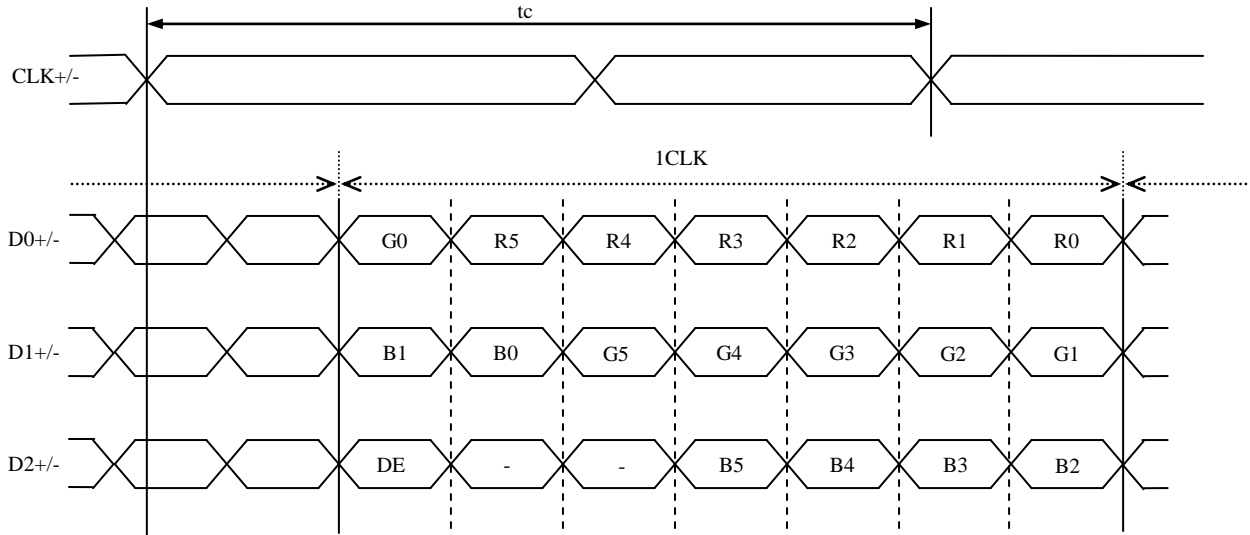 tc
CLK+/-
1CLK
D0+/- G0 R5 R4 R3 R2 R1 R0
D1+/- B1 B0 G5 G4 G3 G2 G1
D2+/- DE - - B5 B4 B3 B2